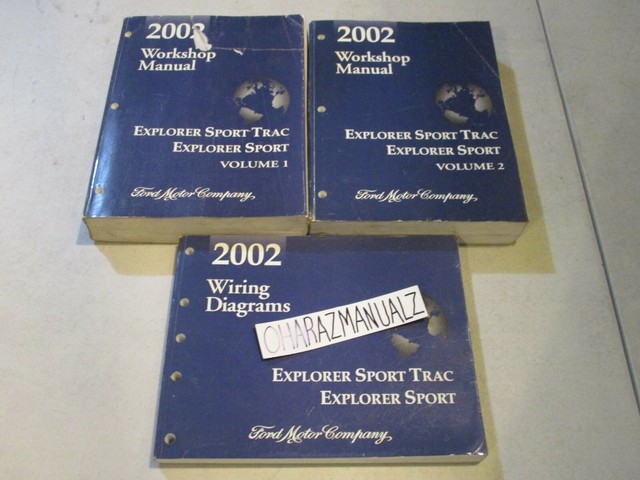 2002
Workshop
Manual
EXPLORER SPORT TRAC
EXPLORER SPORT
VOLUME 1
Ford Motor Company
2002
Workshop
Manual
EXPLORER SPORT TRAC
EXPLORER SPORT
VOLUME 2
Ford Motor Company
2002
Wiring
Diagrams
OHARAZMANUALZ
EXPLORER SPORT TRAC
EXPLORER SPORT
Ford Motor Company